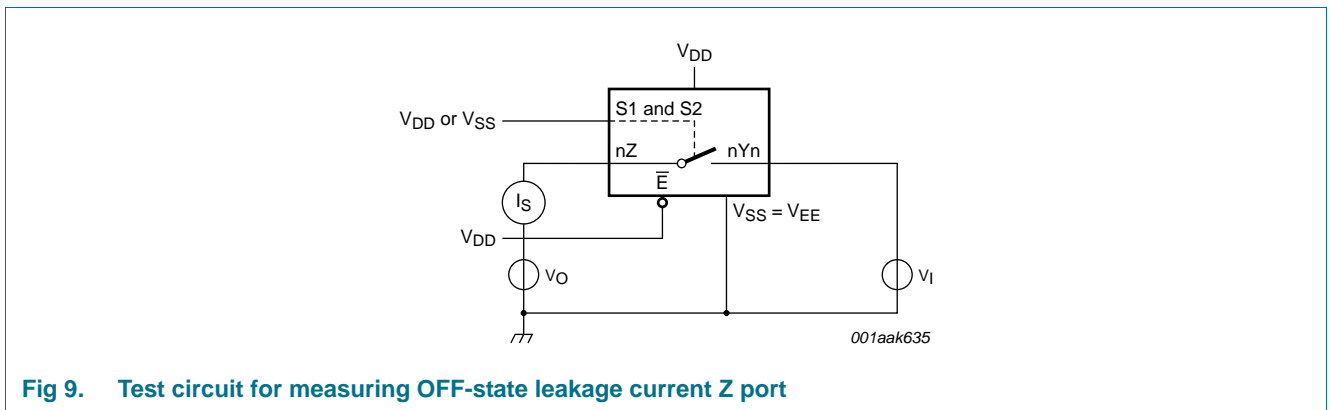 VDD
S1 and S2
VDD or VSS
nZ
nYn
E̅
IS
VSS = VEE
VDD
VO
VI
001aak635
Fig 9. Test circuit for measuring OFF-state leakage current Z port